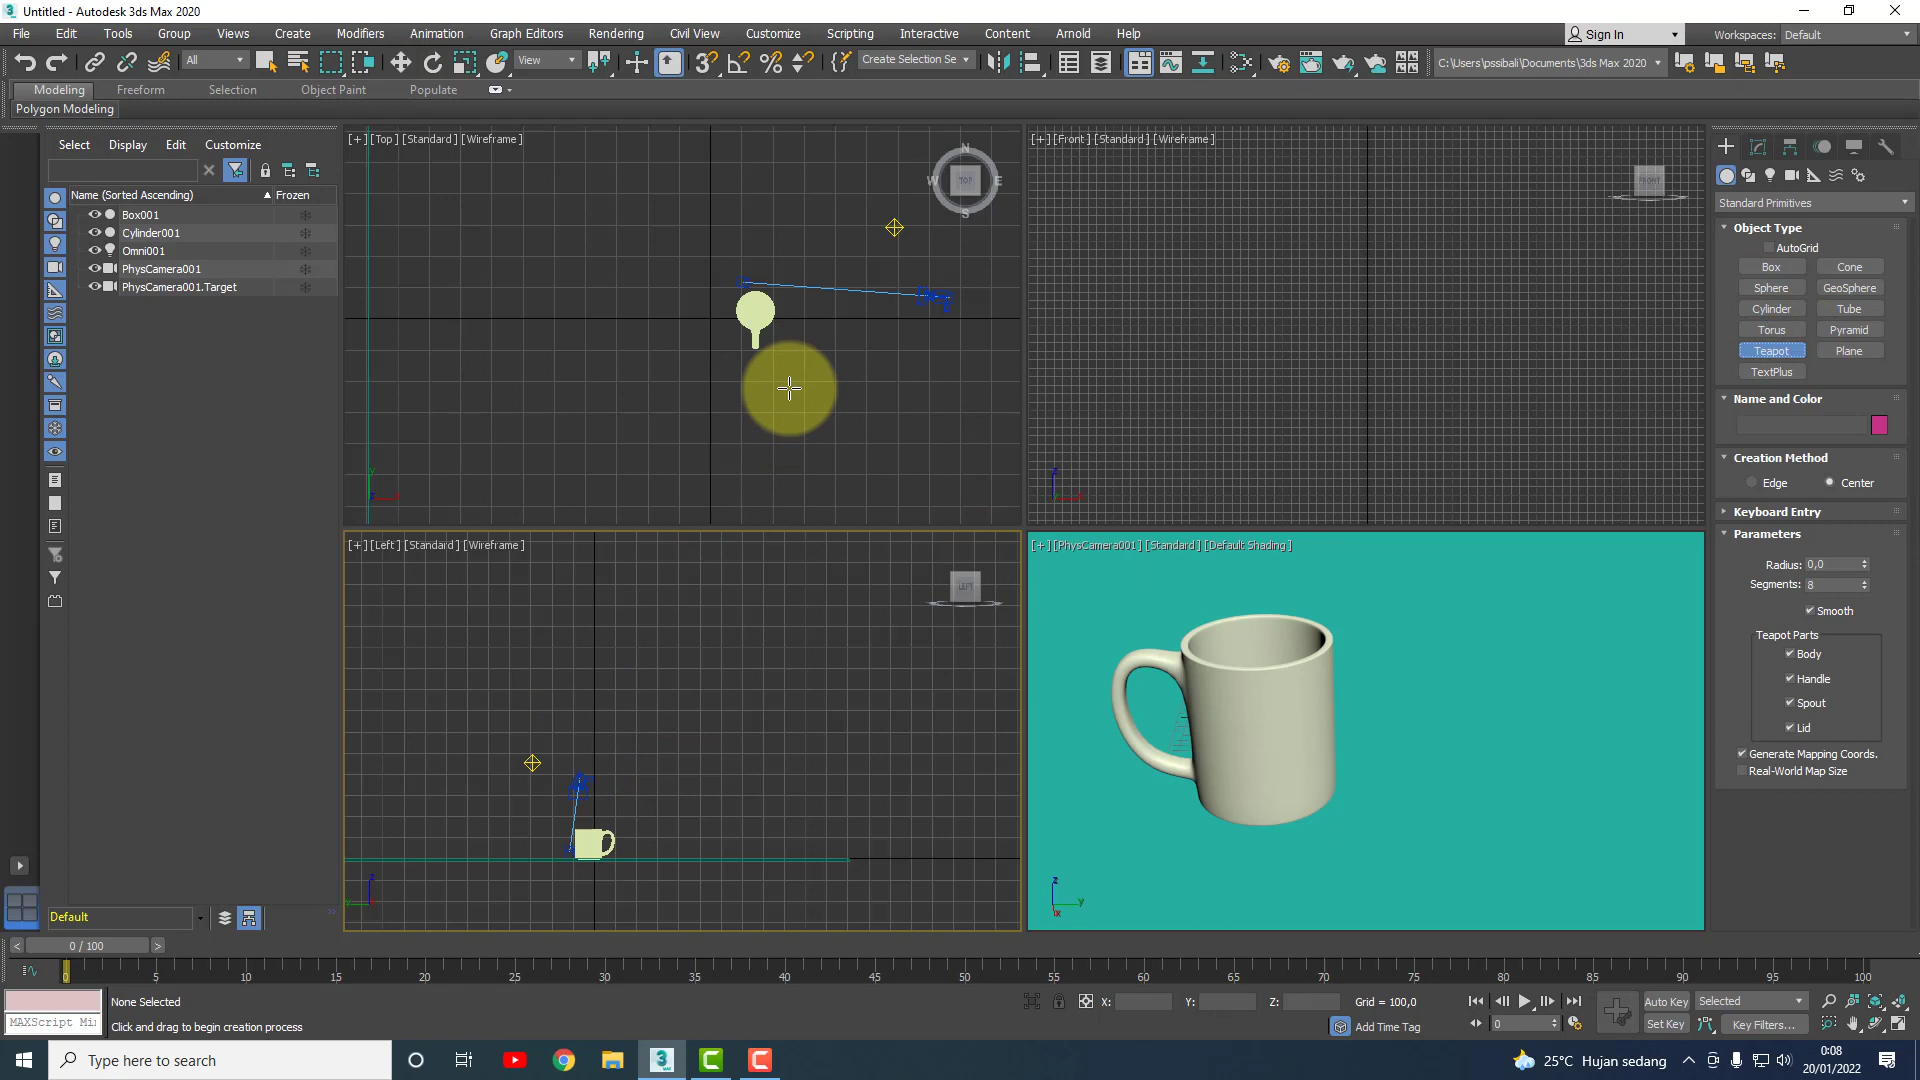 Untitled - Autodesk 3ds Max 2020
File Edit Tools Group Views Create Modifiers Animation Graph Editors Rendering Civil View Customize Scripting Interactive Content Arnold Help
Sign In Workspaces: Default
All View Create Selection Se C:\Users\pssibali\Documents\3ds Max 2020
Modeling Freeform Selection Object Paint Populate
Polygon Modeling
Select Display Edit Customize
Name (Sorted Ascending) Frozen
Box001
Cylinder001
Omni001
PhysCamera001
PhysCamera001.Target
Default
[+] [Top] [Standard] [Wireframe]
N
W TOP E
S
y
[+] [Front] [Standard] [Wireframe]
FRONT
z
[+] [Left] [Standard] [Wireframe]
LEFT
z
y
[+] [PhysCamera001] [Standard] [Default Shading]
z
y
x
Standard Primitives
Object Type
AutoGrid
Box Cone
Sphere GeoSphere
Cylinder Tube
Torus Pyramid
Teapot Plane
TextPlus
Name and Color
Creation Method
Edge Center
Keyboard Entry
Parameters
Radius: 0,0
Segments: 8
Smooth
Teapot Parts
Body
Handle
Spout
Lid
Generate Mapping Coords.
Real-World Map Size
< 0 / 100 >
0 5 10 15 20 25 30 35 40 45 50 55 60 65 70 75 80 85 90 95 100
None Selected X: Y: Z: Grid = 100,0 Auto Key Selected
MAXScript Mi Click and drag to begin creation process Add Time Tag 0 Set Key Key Filters...
Type here to search 25°C Hujan sedang 0:08
20/01/2022